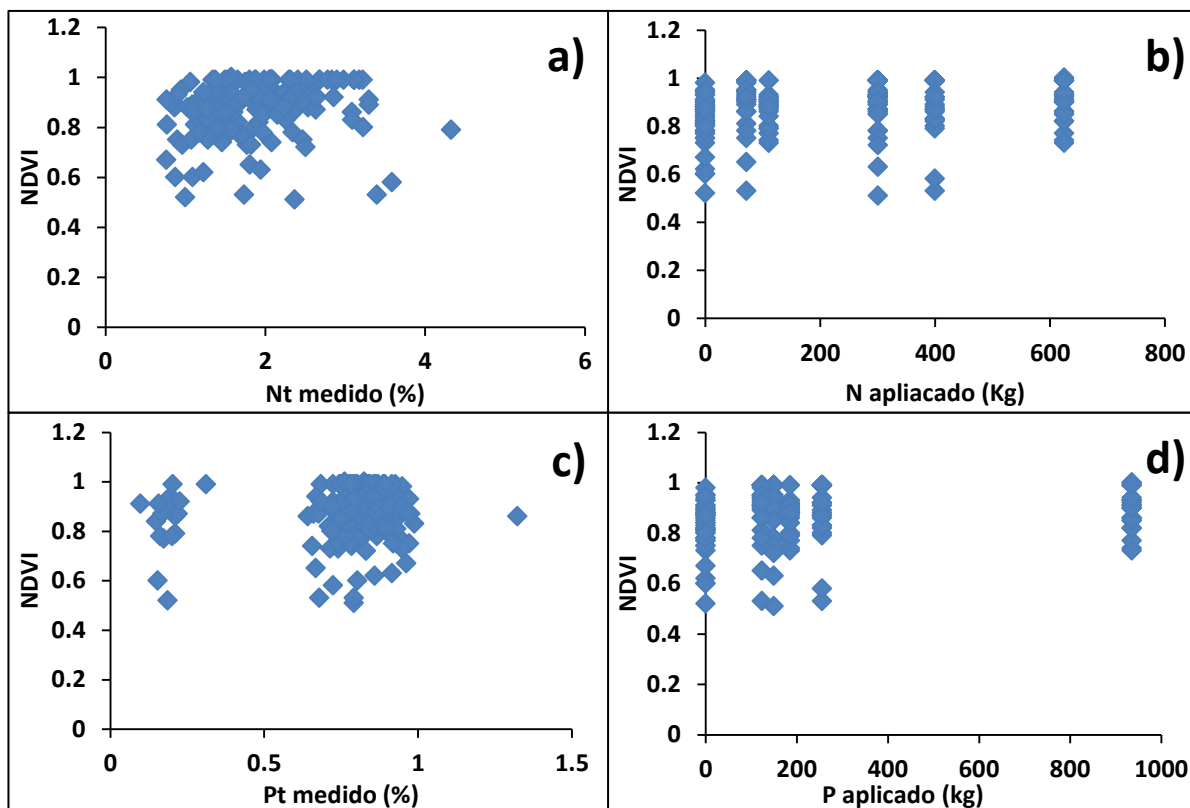 a)
1.2
1
0.8
0.6
0.4
0.2
0
NDVI
0 2 4 6
Nt medido (%)
b)
1.2
1
0.8
0.6
0.4
0.2
0
NDVI
0 200 400 600 800
N apliacado (Kg)
c)
1.2
1
0.8
0.6
0.4
0.2
0
NDVI
0 0.5 1 1.5
Pt medido (%)
d)
1.2
1
0.8
0.6
0.4
0.2
0
NDVI
0 200 400 600 800 1000
P aplicado (kg)